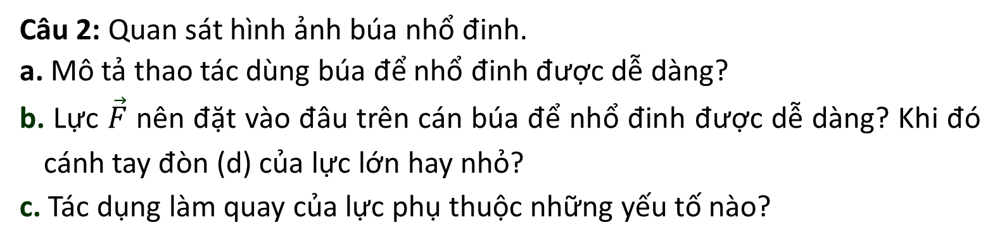 Câu 2: Quan sát hình ảnh búa nhổ đinh.
a. Mô tả thao tác dùng búa để nhổ đinh được dễ dàng?
b. Lực \(\vec{F}\) nên đặt vào đâu trên cán búa để nhổ đinh được dễ dàng? Khi đó
cánh tay đòn (d) của lực lớn hay nhỏ?
c. Tác dụng làm quay của lực phụ thuộc những yếu tố nào?